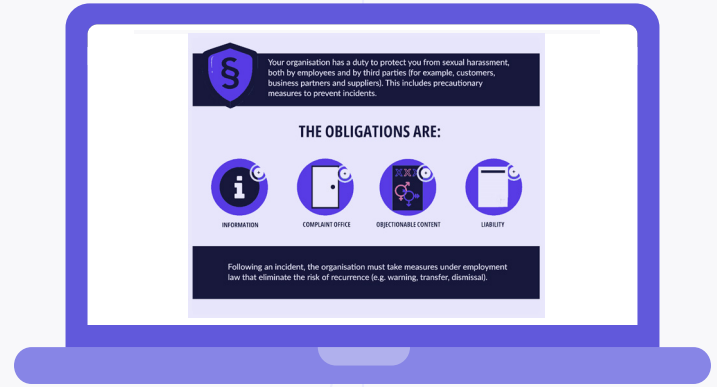 §
Your organisation has a duty to protect you from sexual harassment,
both by employees and by third parties (for example, customers,
business partners and suppliers). This includes precautionary
measures to prevent incidents.
THE OBLIGATIONS ARE:
i
XXX
INFORMATION
COMPLAINT OFFICE
OBJECTIONABLE CONTENT
LIABILITY
Following an incident, the organisation must take measures under employment
law that eliminate the risk of recurrence (e.g. warning, transfer, dismissal).